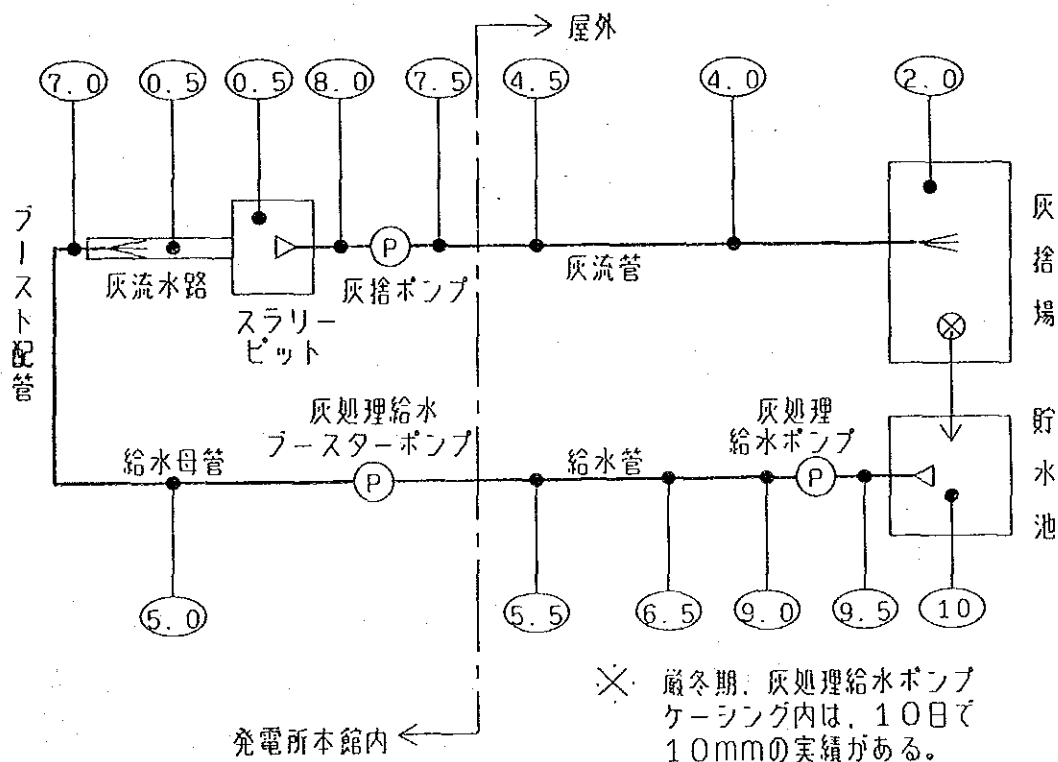 屋外
7.0
0.5
0.5
8.0
7.5
4.5
4.0
2.0
ブースト配管
灰流水路
スラリー
ピット
灰捨ポンプ
灰流管
灰捨場
給水母管
灰処理給水
ブースターポンプ
給水管
灰処理
給水ポンプ
貯水池
P
P
P
5.0
5.5
6.5
9.0
9.5
10
発電所本館内
※ 厳冬期、灰処理給水ポンプ
ケーシング内は、10日で
10mmの実績がある。